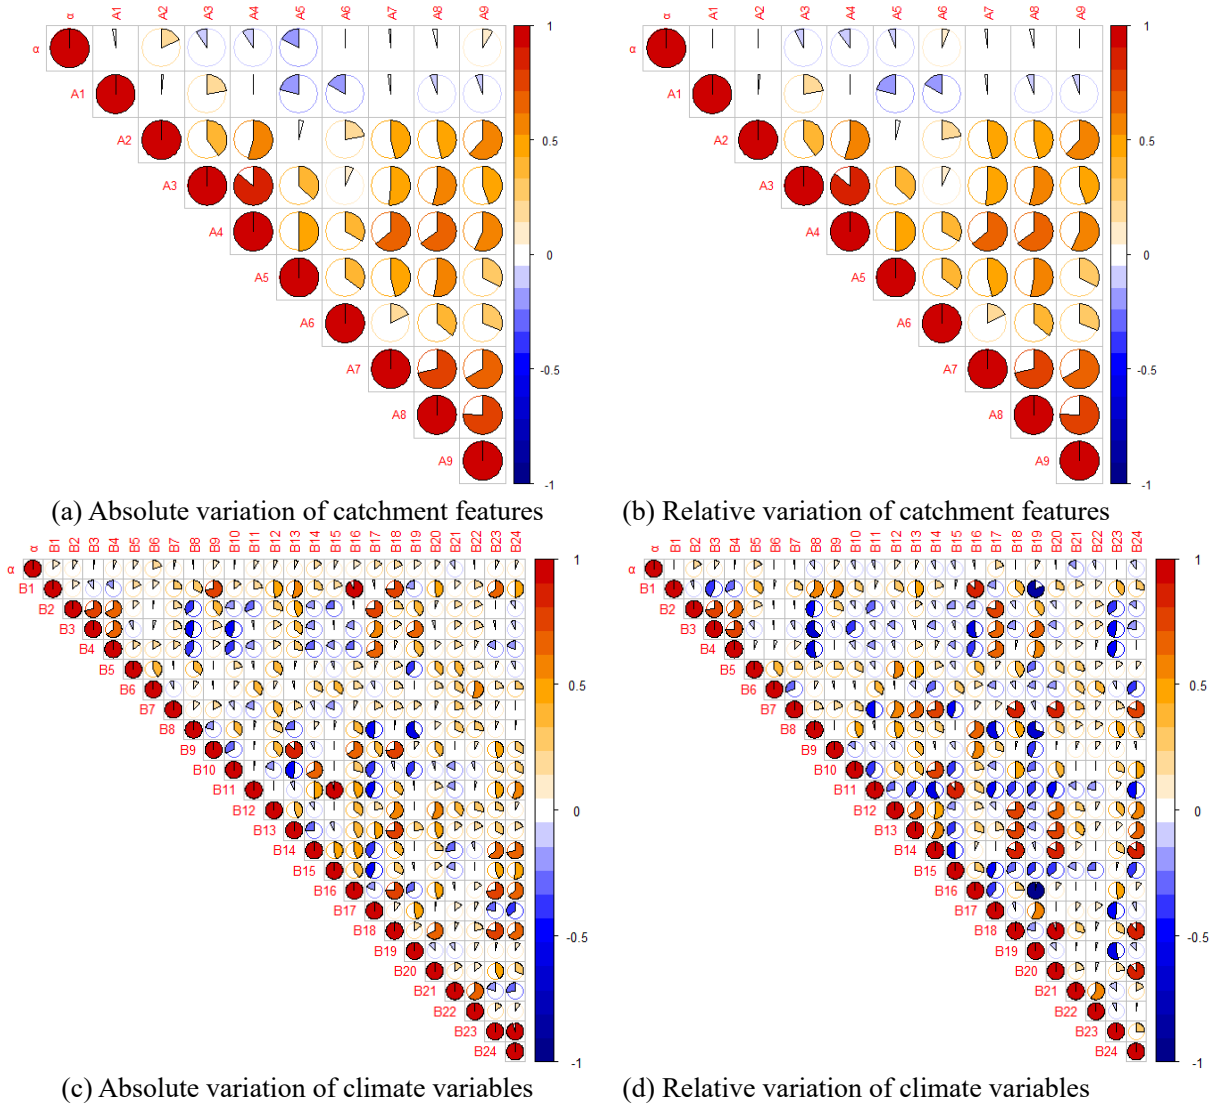 α A1 A2 A3 A4 A5 A6 A7 A8 A9
α
A1
A2
A3
A4
A5
A6
A7
A8
A9
1
0.5
0
-0.5
-1
(a) Absolute variation of catchment features
α A1 A2 A3 A4 A5 A6 A7 A8 A9
α
A1
A2
A3
A4
A5
A6
A7
A8
A9
1
0.5
0
-0.5
-1
(b) Relative variation of catchment features
α B1 B2 B3 B4 B5 B6 B7 B8 B9 B10 B11 B12 B13 B14 B15 B16 B17 B18 B19 B20 B21 B22 B23 B24
α
B1
B2
B3
B4
B5
B6
B7
B8
B9
B10
B11
B12
B13
B14
B15
B16
B17
B18
B19
B20
B21
B22
B23
B24
1
0.5
0
-0.5
-1
(c) Absolute variation of climate variables
α B1 B2 B3 B4 B5 B6 B7 B8 B9 B10 B11 B12 B13 B14 B15 B16 B17 B18 B19 B20 B21 B22 B23 B24
α
B1
B2
B3
B4
B5
B6
B7
B8
B9
B10
B11
B12
B13
B14
B15
B16
B17
B18
B19
B20
B21
B22
B23
B24
1
0.5
0
-0.5
-1
(d) Relative variation of climate variables